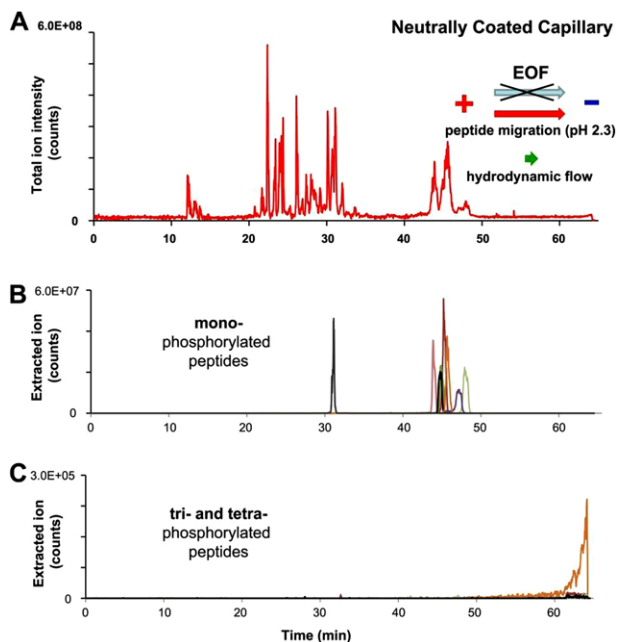 A
6.0E+08
Neutrally Coated Capillary
EOF
+
–
peptide migration (pH 2.3)
hydrodynamic flow
Total ion intensity
(counts)
0
0 10 20 30 40 50 60
B
6.0E+07
mono-
phosphorylated
peptides
Extracted ion
(counts)
0
0 10 20 30 40 50 60
C
3.0E+05
tri- and tetra-
phosphorylated
peptides
Extracted ion
(counts)
0
0 10 20 30 40 50 60
Time (min)